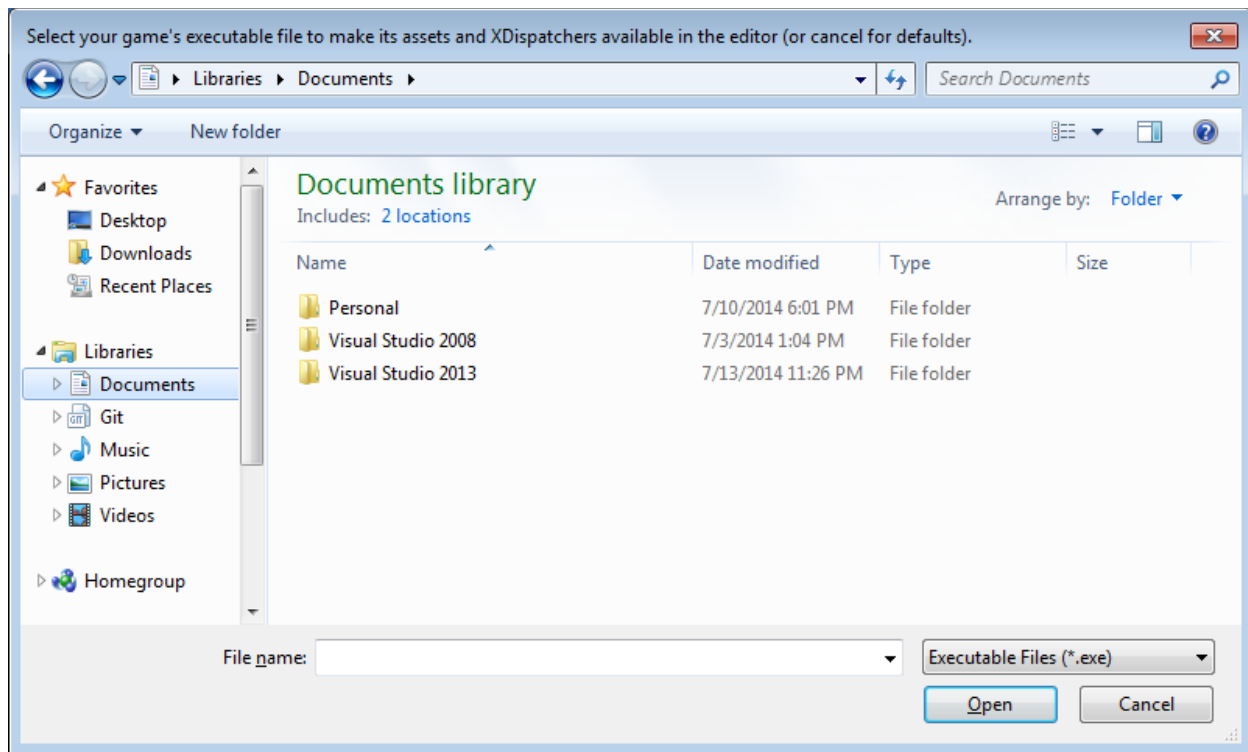 Select your game's executable file to make its assets and XDispatchers available in the editor (or cancel for defaults).
Libraries Documents
Search Documents
Organize New folder
Favorites
Desktop
Downloads
Recent Places
Libraries
Documents
Git
Music
Pictures
Videos
Homegroup
Documents library
Includes: 2 locations
Arrange by: Folder
Name Date modified Type Size
Personal 7/10/2014 6:01 PM File folder
Visual Studio 2008 7/3/2014 1:04 PM File folder
Visual Studio 2013 7/13/2014 11:26 PM File folder
File name: Executable Files (*.exe)
Open Cancel